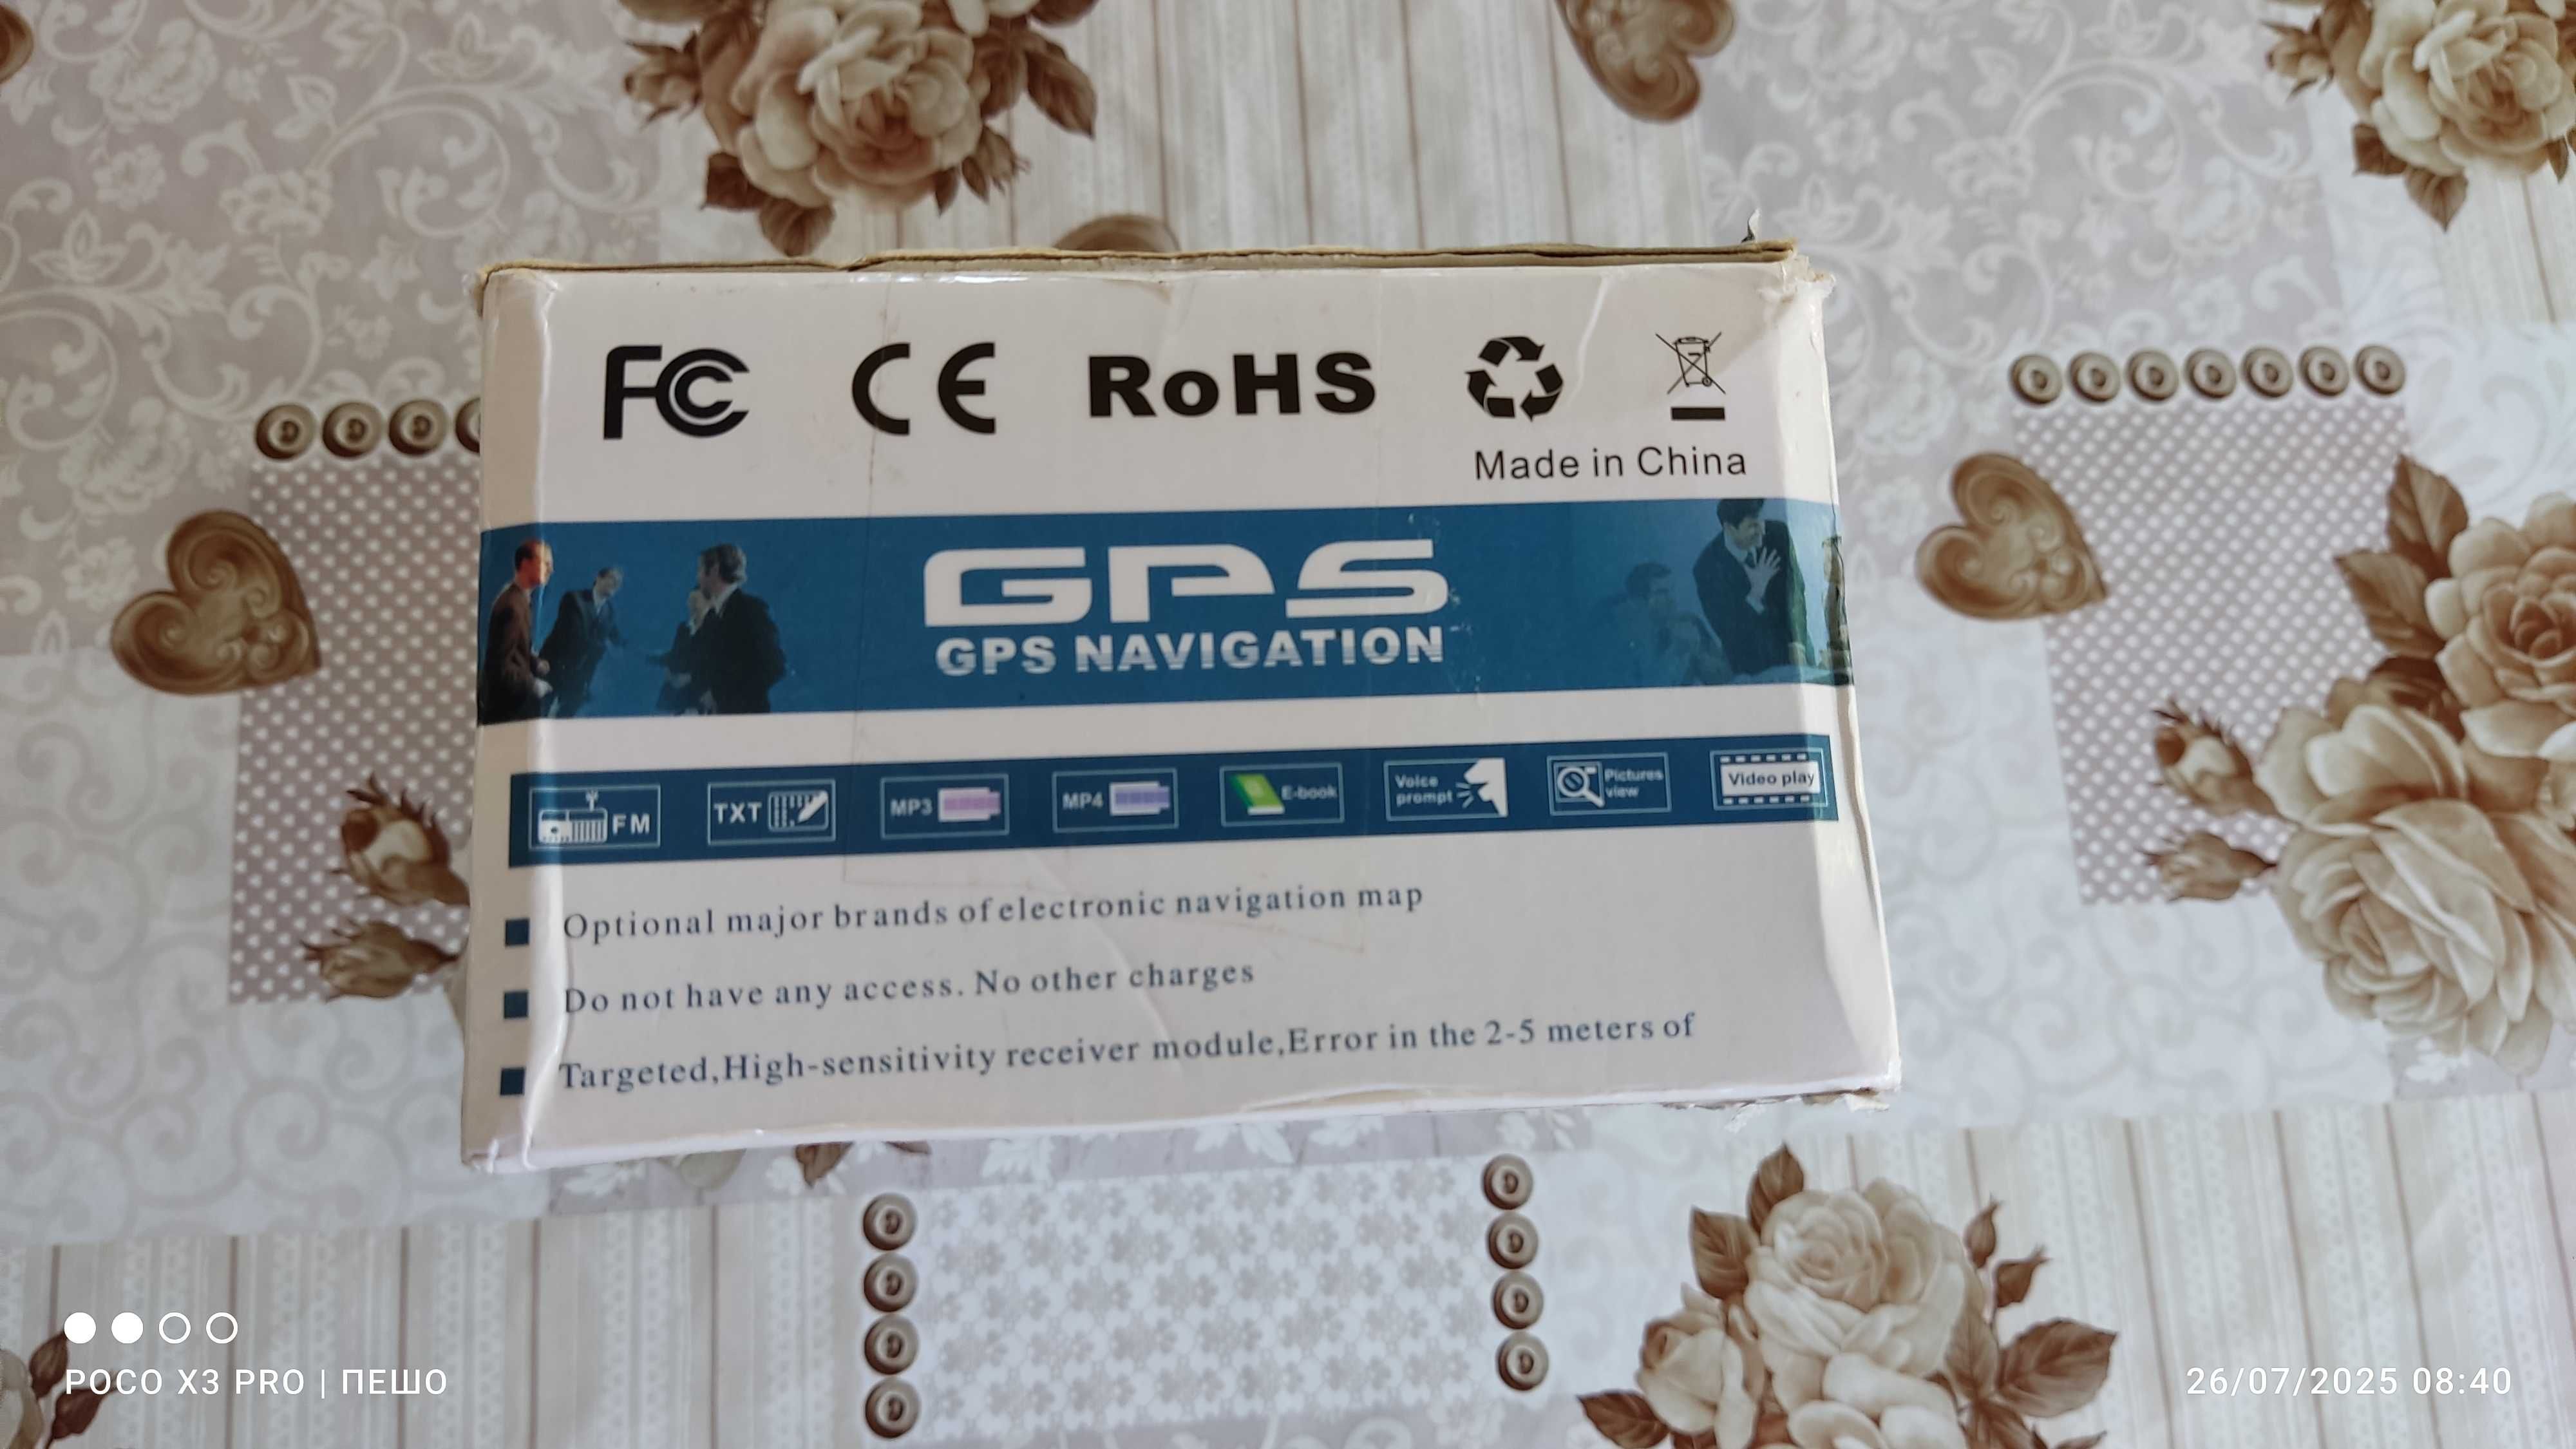 FC CE RoHS
Made in China
GPS
GPS NAVIGATION
FM TXT MP3 MP4 E-book Voice prompt Pictures view Video play
Optional major brands of electronic navigation map
Do not have any access. No other charges
Targeted,High-sensitivity receiver module,Error in the 2-5 meters of
POCO X3 PRO | ПЕШО
26/07/2025 08:40